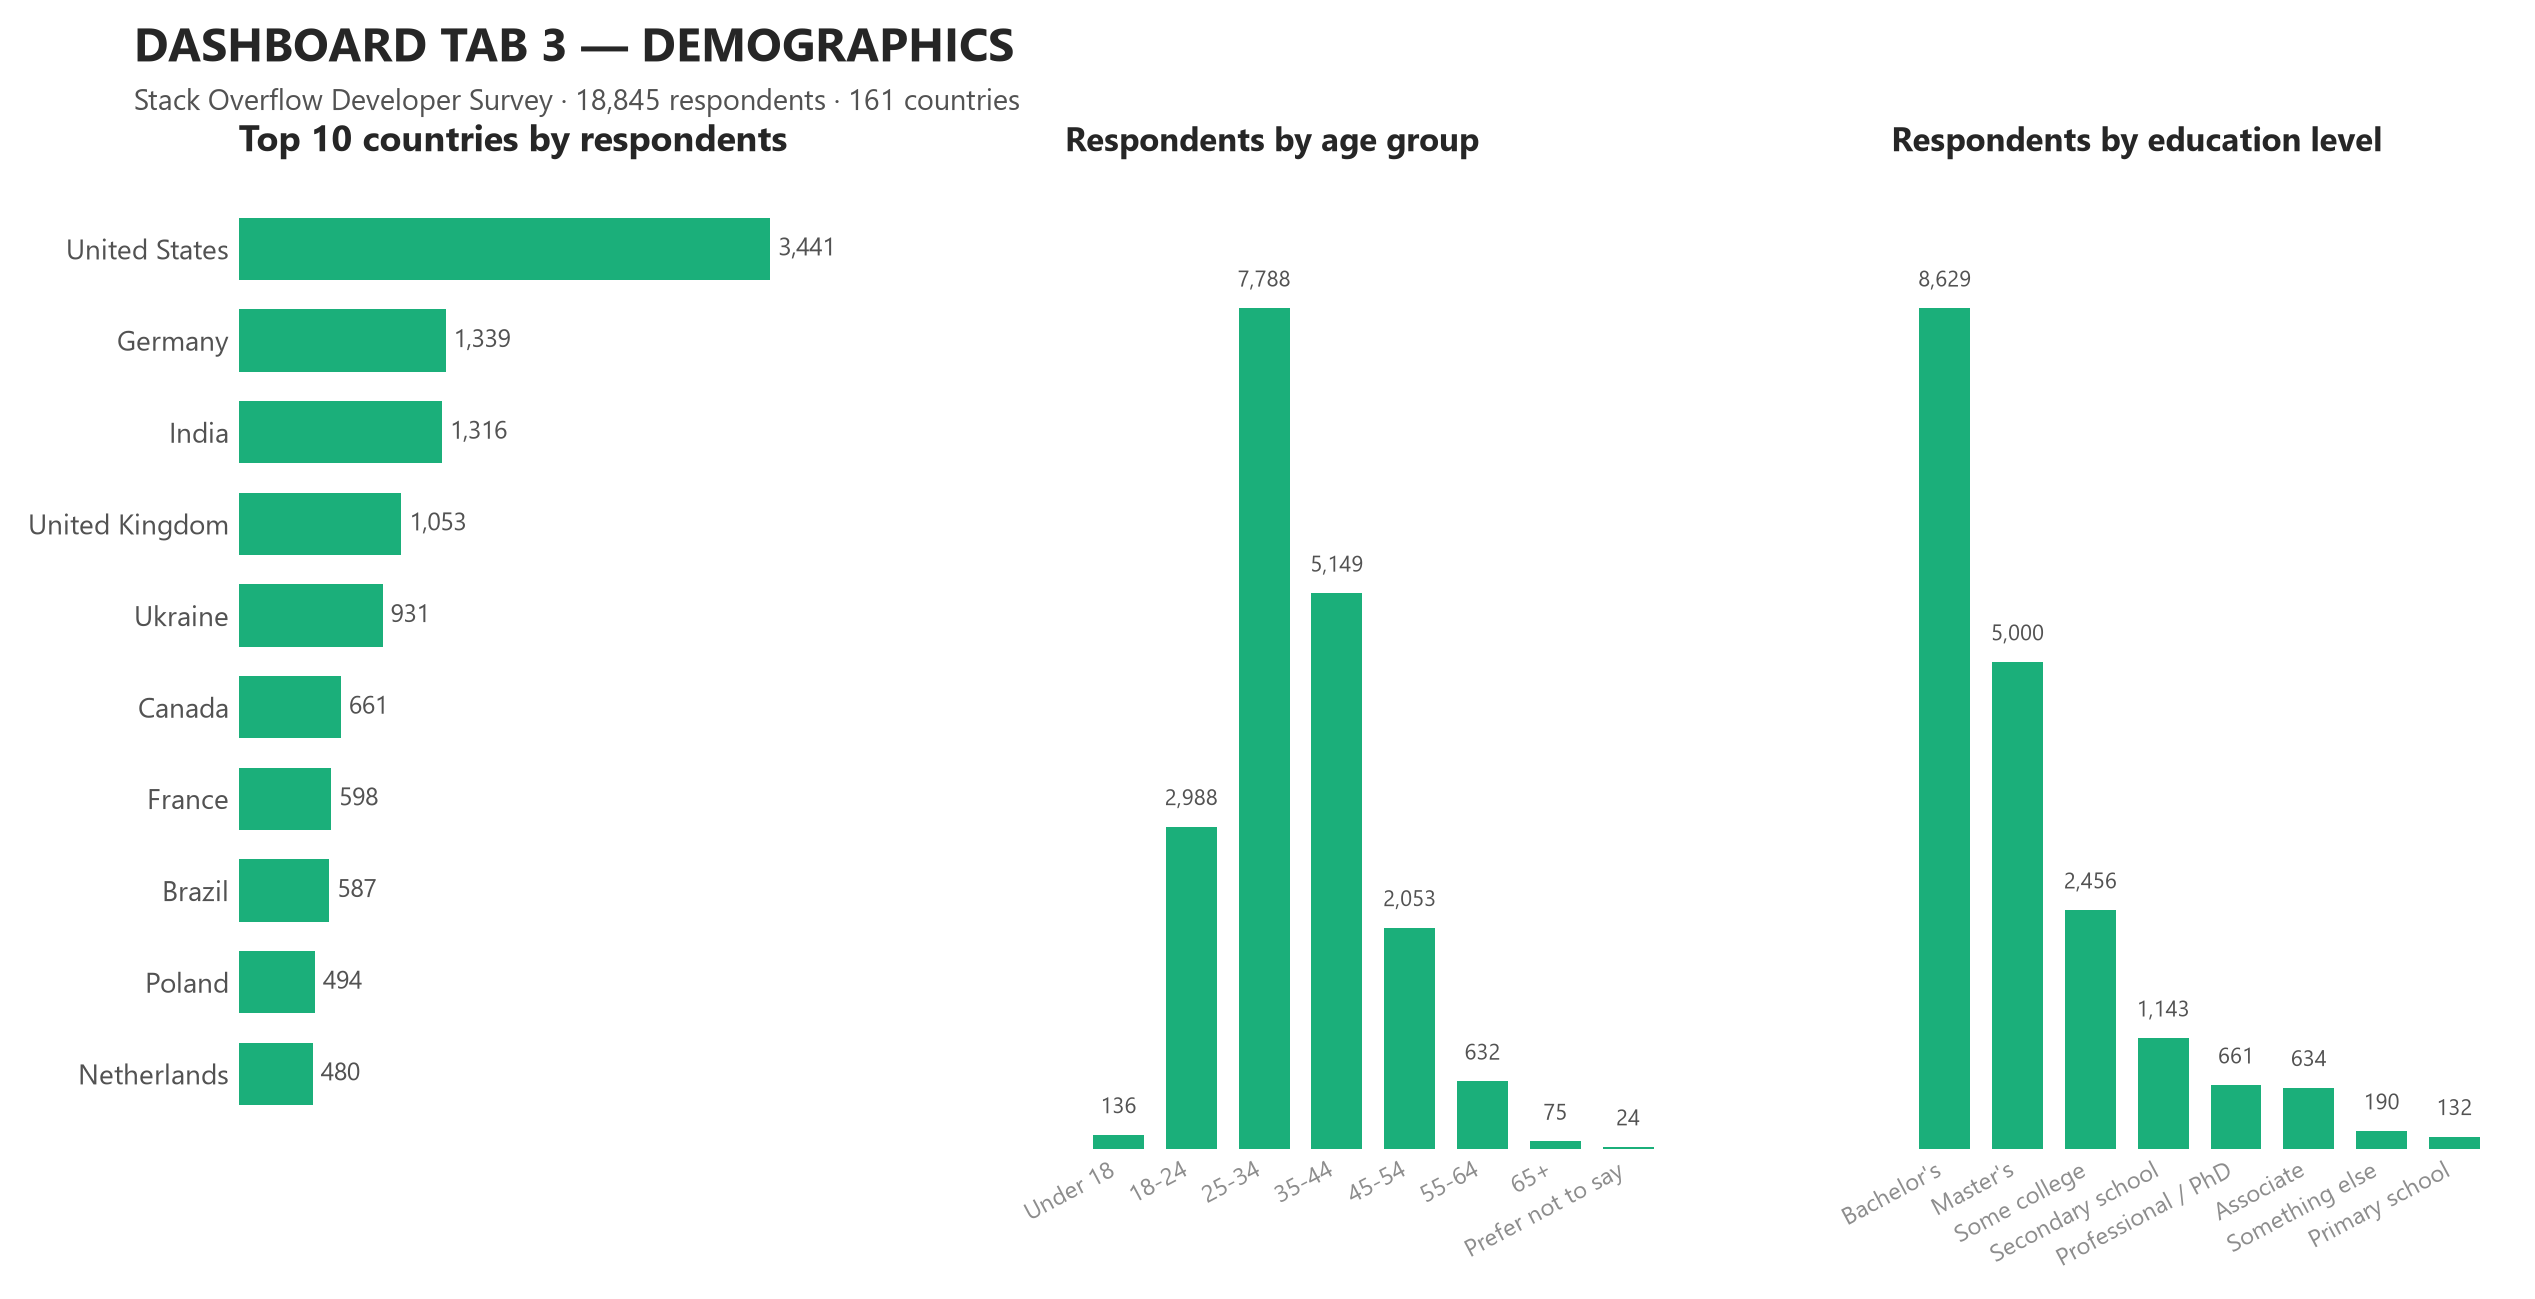 DASHBOARD TAB 3 — DEMOGRAPHICS
Stack Overflow Developer Survey · 18,845 respondents · 161 countries
Top 10 countries by respondents
United States 3,441
Germany 1,339
India 1,316
United Kingdom 1,053
Ukraine 931
Canada 661
France 598
Brazil 587
Poland 494
Netherlands 480
Respondents by age group
7,788
5,149
2,988
2,053
632
136
75
24
Under 18
18-24
25-34
35-44
45-54
55-64
65+
Prefer not to say
Respondents by education level
8,629
5,000
2,456
1,143
661
634
190
132
Bachelor's
Master's
Some college
Secondary school
Professional / PhD
Associate
Something else
Primary school